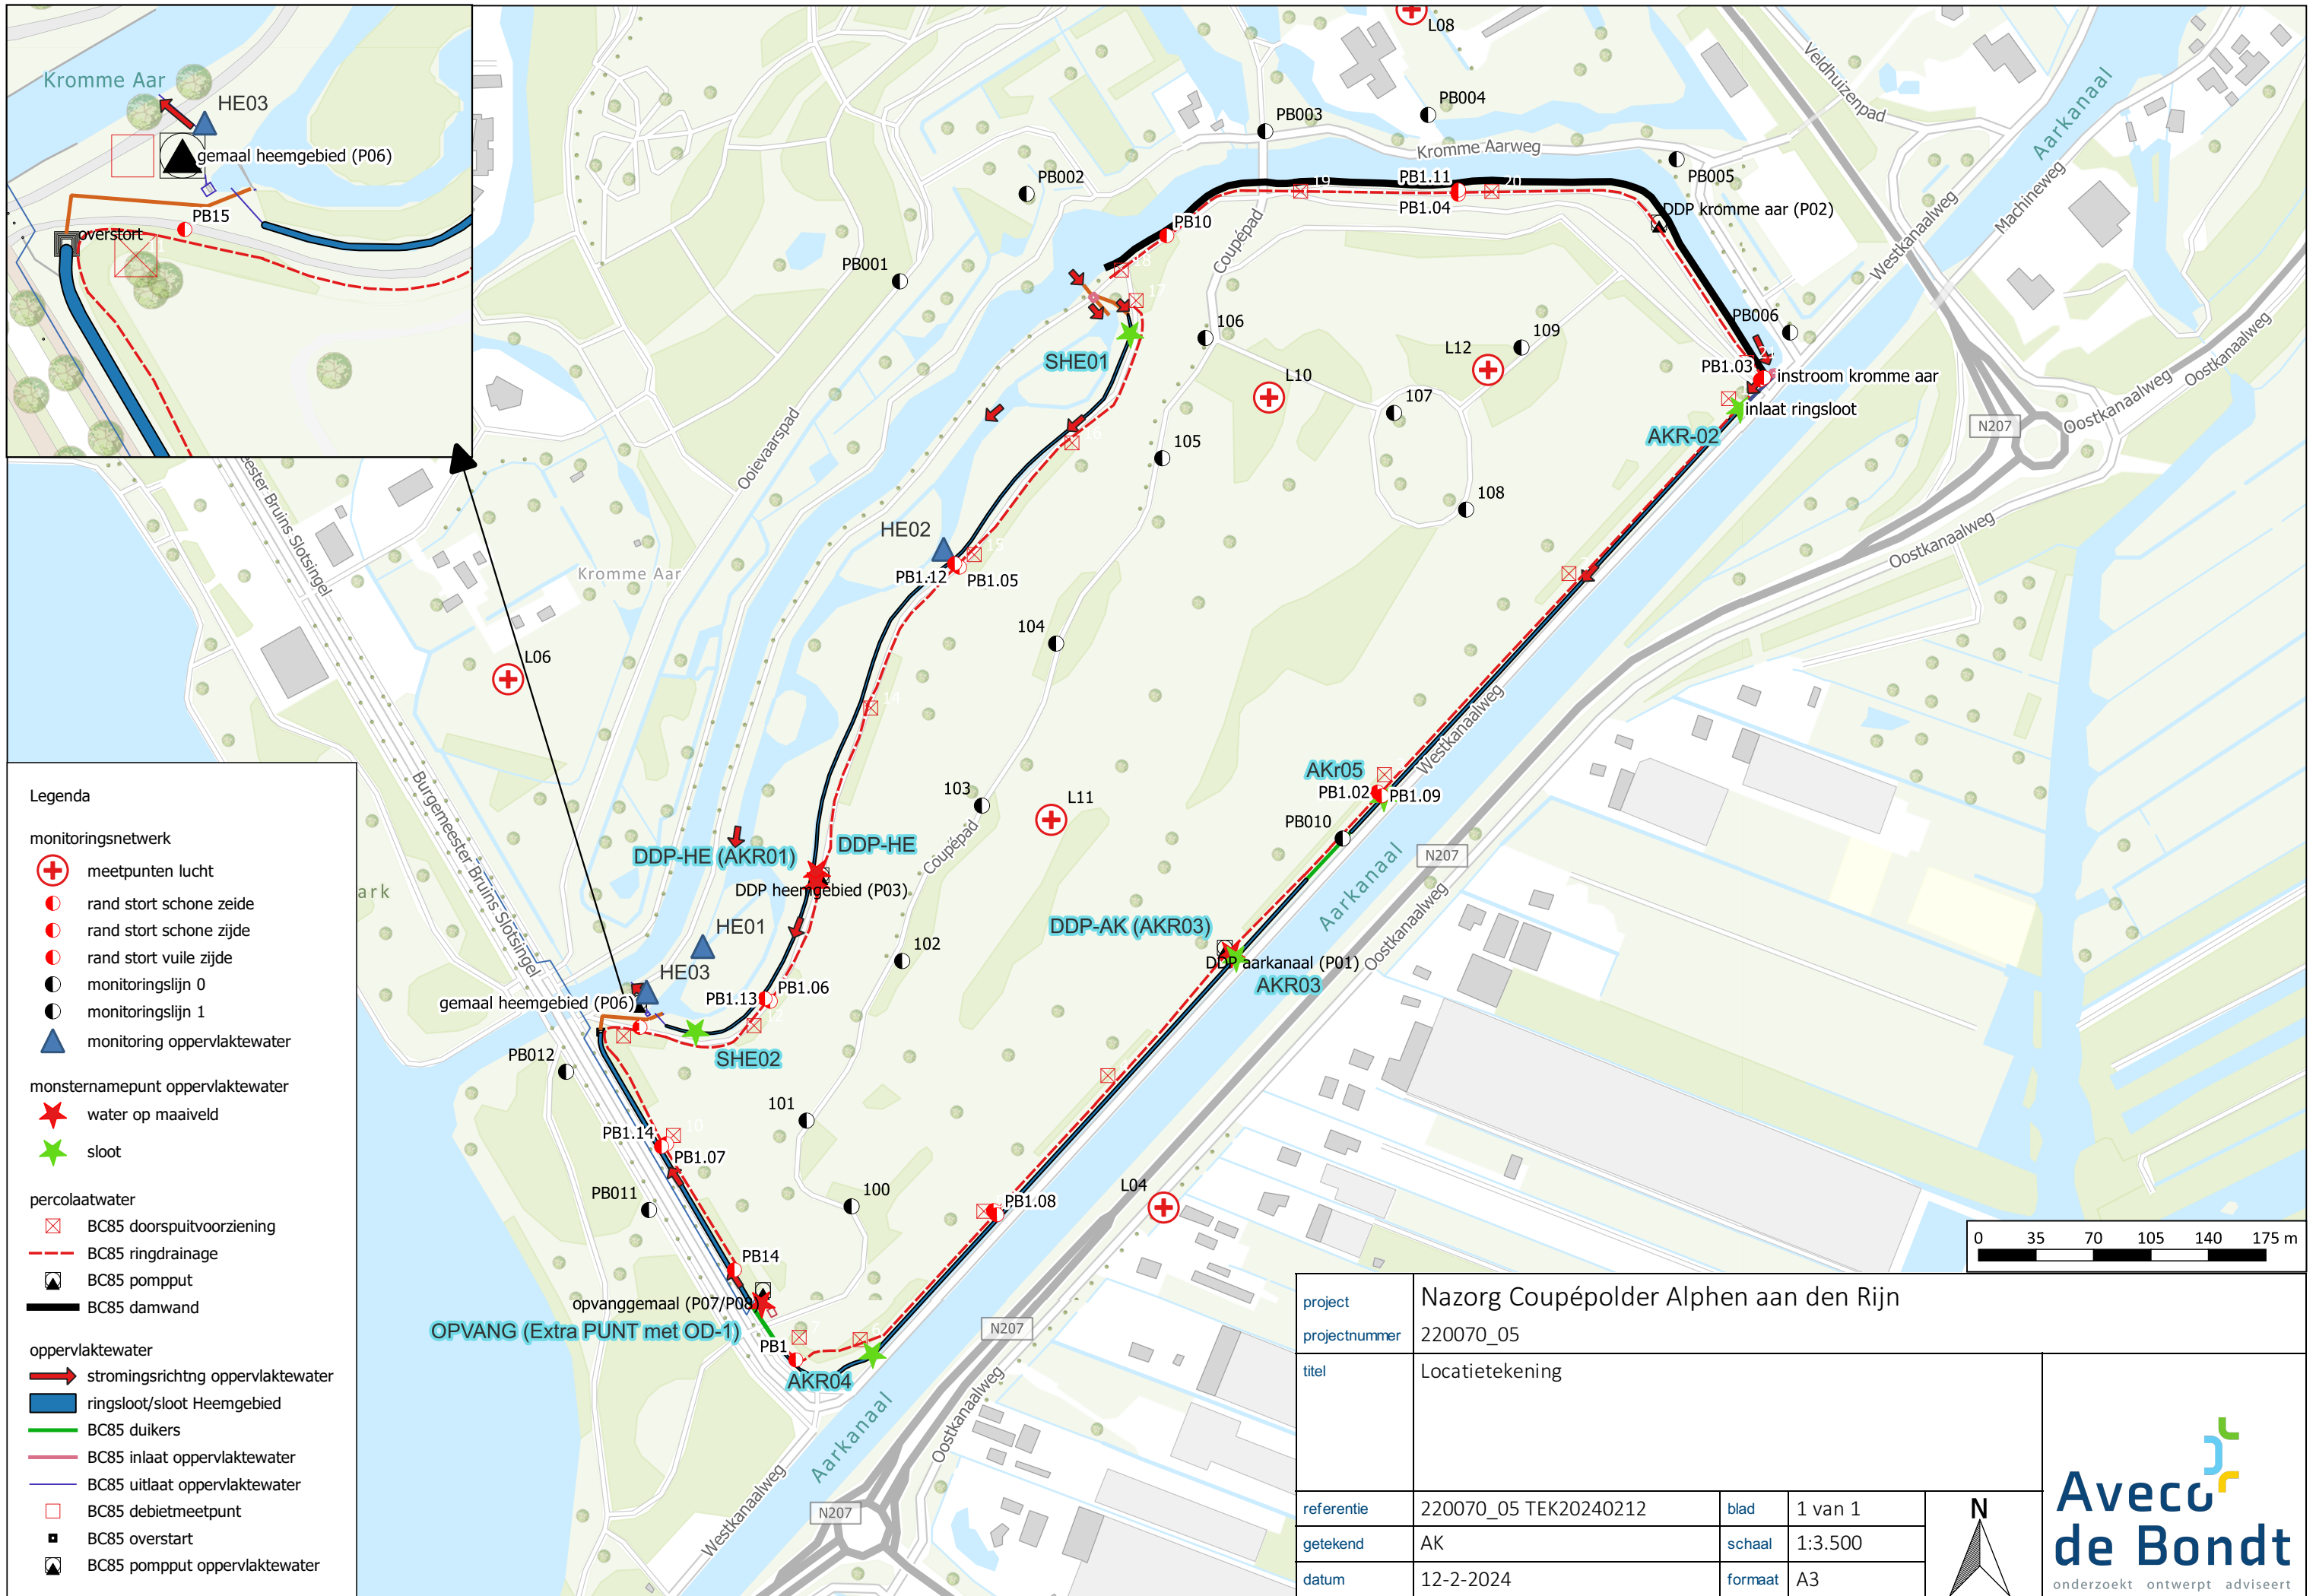 Kromme Aar
HE03
gemaal heemgebied (P06)
PB15
overstort
L08
PB004
PB003
Kromme Aarweg
Veldhuizenpad
Aarkanaal
Machineweg
Westkanaalweg
PB005
PB002
PB1.11
19
20
PB1.04
DDP kromme aar (P02)
PB10
Coupépad
PB001
17
PB006
106
109
L12
SHE01
PB1.03
instroom kromme aar
L10
inlaat ringsloot
107
AKR-02
N207
Oostkanaalweg
Oostkanaalweg
105
Ooievaarspad
108
HE02
15
PB1.12
PB1.05
Oostkanaalweg
Kromme Aar
eester Bruins Slotsingel
104
L06
14
Westkanaalweg
AKr05
PB1.02
PB1.09
103
L11
PB010
Coupépad
DDP-HE (AKR01)
DDP-HE
DDP heemgebied (P03)
N207
Aarkanaal
Oostkanaalweg
Burgemeester Bruins Slotsingel
ark
HE01
102
DDP-AK (AKR03)
DDP aarkanaal (P01)
AKR03
HE03
gemaal heemgebied (P06)
PB1.13
PB1.06
SHE02
PB012
101
10
PB1.14
PB1.07
PB011
100
PB1.08
L04
PB14
opvanggemaal (P07/P08)
OPVANG (Extra PUNT met OD-1)
PB1
AKR04
N207
Aarkanaal
Oostkanaalweg
Westkanaalweg
N207
Legenda
monitoringsnetwerk
meetpunten lucht
rand stort schone zeide
rand stort schone zijde
rand stort vuile zijde
monitoringslijn 0
monitoringslijn 1
monitoring oppervlaktewater
monsternamepunt oppervlaktewater
water op maaiveld
sloot
percolaatwater
BC85 doorspuitvoorziening
BC85 ringdrainage
BC85 pompput
BC85 damwand
oppervlaktewater
stromingsrichtng oppervlaktewater
ringsloot/sloot Heemgebied
BC85 duikers
BC85 inlaat oppervlaktewater
BC85 uitlaat oppervlaktewater
BC85 debietmeetpunt
BC85 overstart
BC85 pompput oppervlaktewater
0 35 70 105 140 175 m
project Nazorg Coupépolder Alphen aan den Rijn
projectnummer 220070_05
titel Locatietekening
referentie 220070_05 TEK20240212 blad 1 van 1
getekend AK schaal 1:3.500
datum 12-2-2024 formaat A3
N
Aveco
de Bondt
onderzoekt ontwerpt adviseert